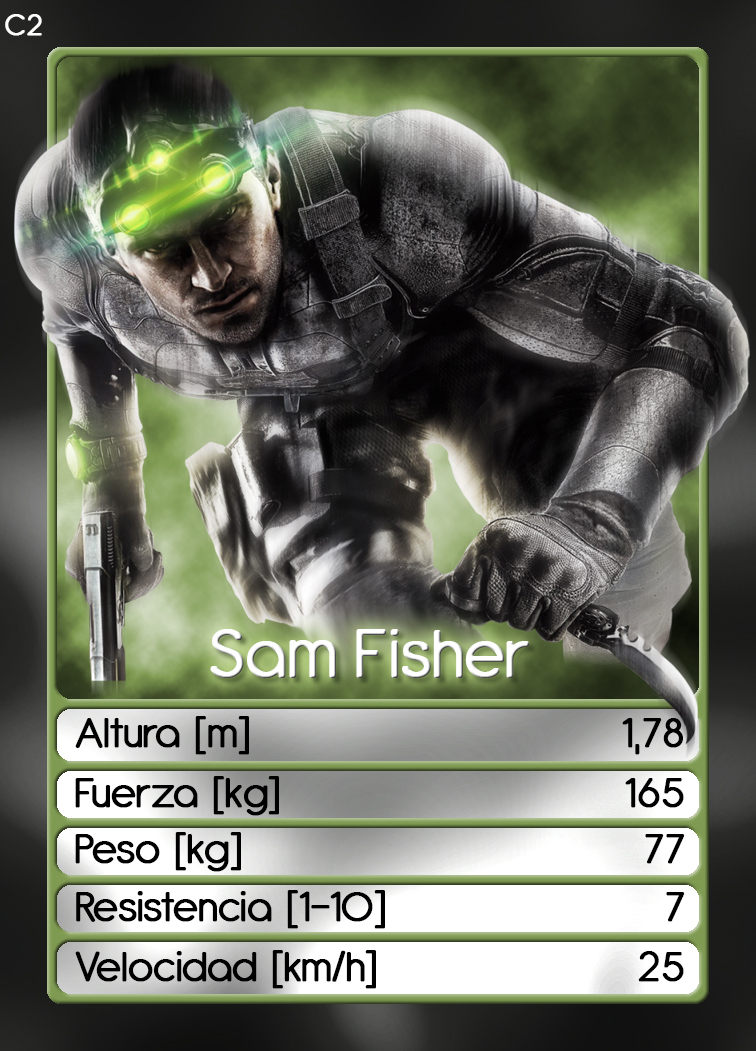 C2
Sam Fisher
Altura [m] 1,78
Fuerza [kg] 165
Peso [kg] 77
Resistencia [1-10] 7
Velocidad [km/h] 25